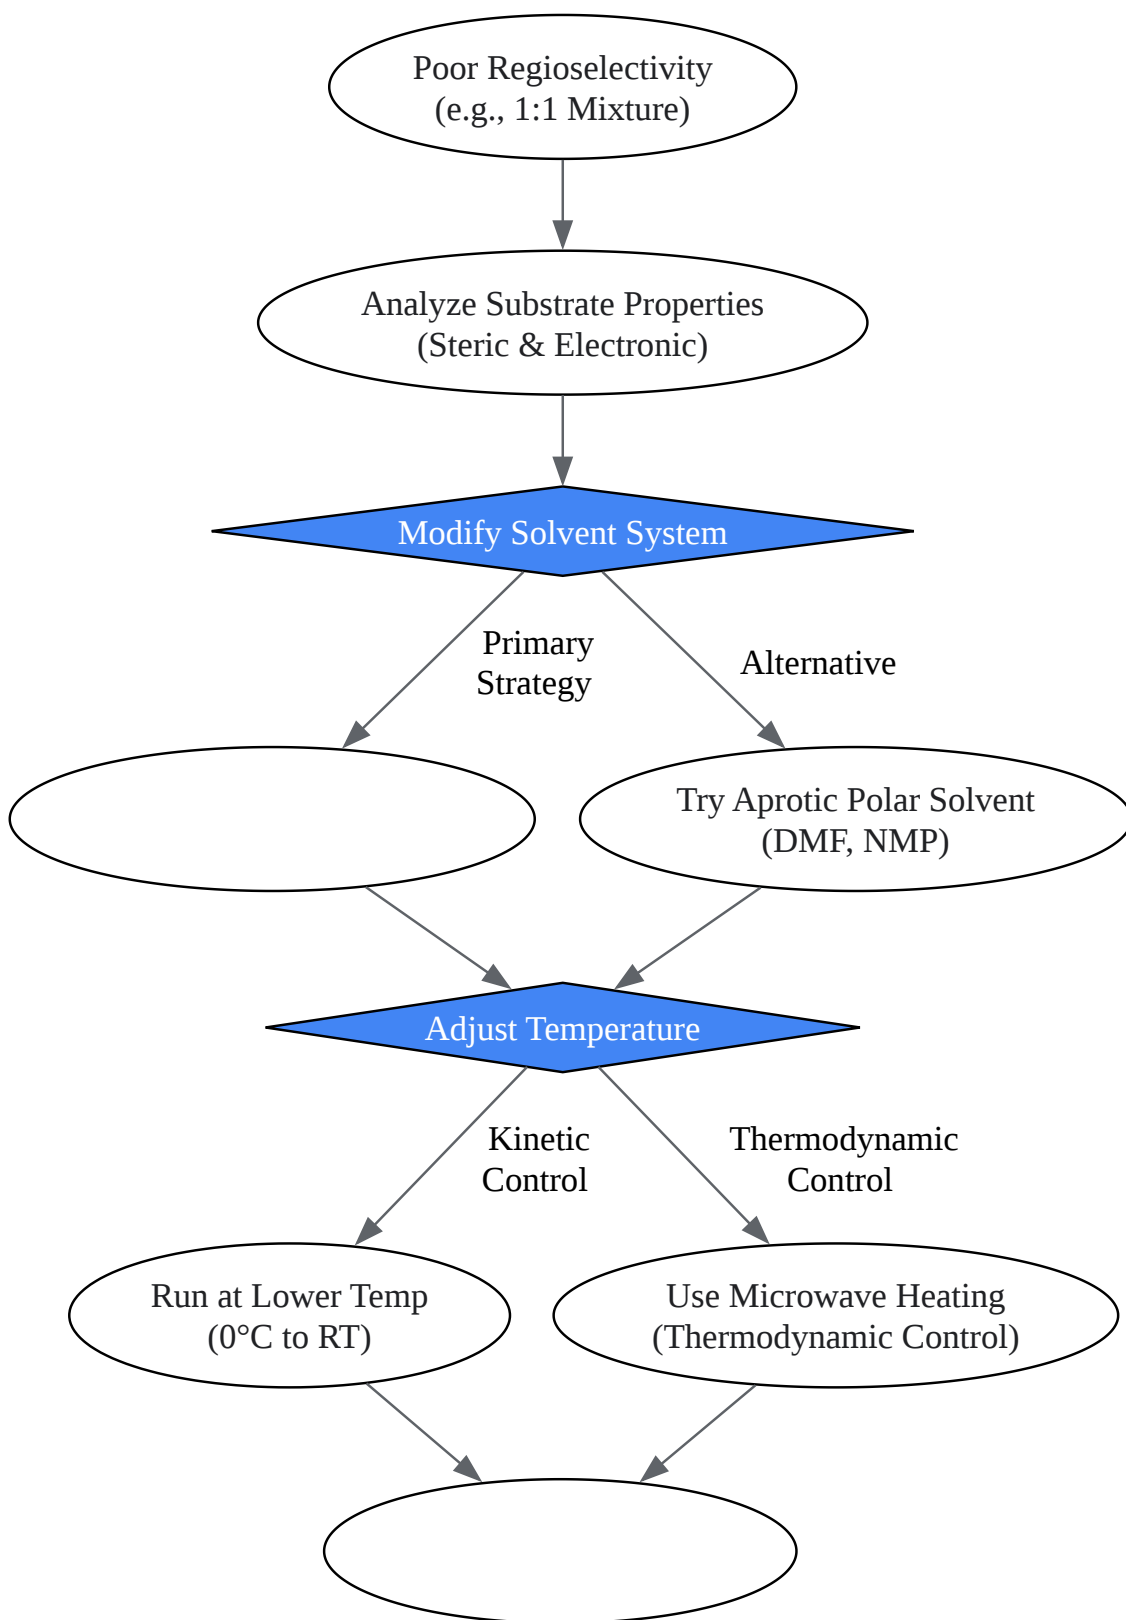 Poor Regioselectivity
(e.g., 1:1 Mixture)
Analyze Substrate Properties
(Steric & Electronic)
Modify Solvent System
Primary
Strategy
Alternative
Try Aprotic Polar Solvent
(DMF, NMP)
Adjust Temperature
Kinetic
Control
Thermodynamic
Control
Run at Lower Temp
(0°C to RT)
Use Microwave Heating
(Thermodynamic Control)